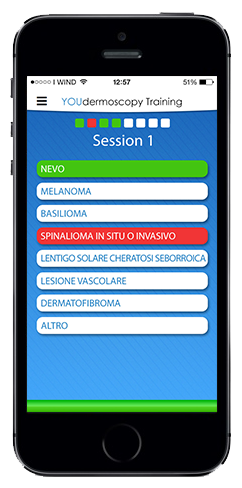 I WIND 12:57 51%
YOUdermoscopy Training
Session 1
NEVO
MELANOMA
BASILIOMA
SPINALIOMA IN SITU O INVASIVO
LENTIGO SOLARE CHERATOSI SEBORROICA
LESIONE VASCOLARE
DERMATOFIBROMA
ALTRO